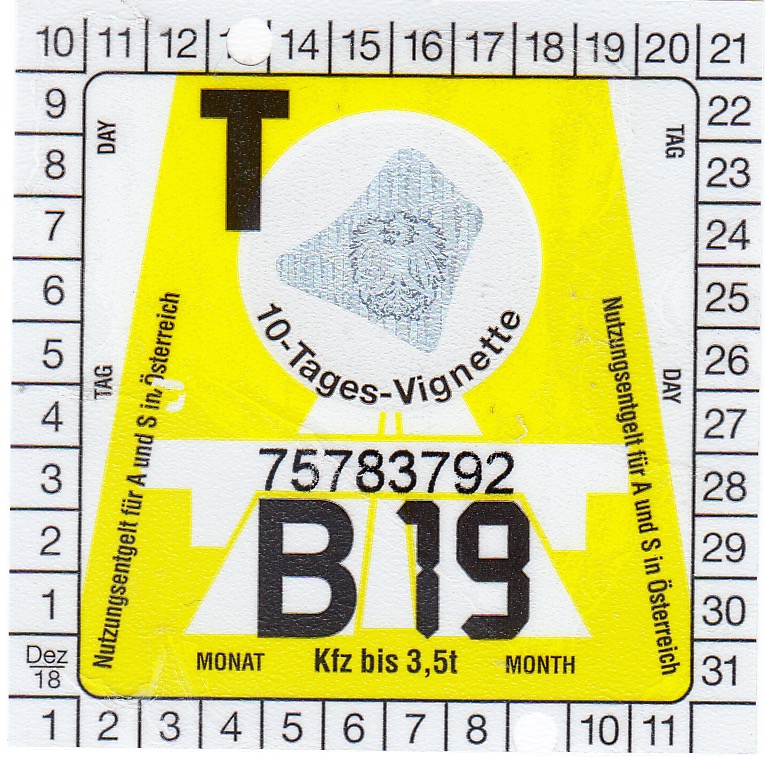 10 11 12 14 15 16 17 18 19 20 21
9
8
7
6
5
4
3
2
1
Dez
18
DAY
TAG
T
10-Tages-Vignette
Nutzungsentgelt für A und S in Österreich
75783792
B 19
MONAT Kfz bis 3,5t MONTH
Nutzungsentgelt für A und S in Österreich
TAG
DAY
22
23
24
25
26
27
28
29
30
31
1 2 3 4 5 6 7 8 10 11